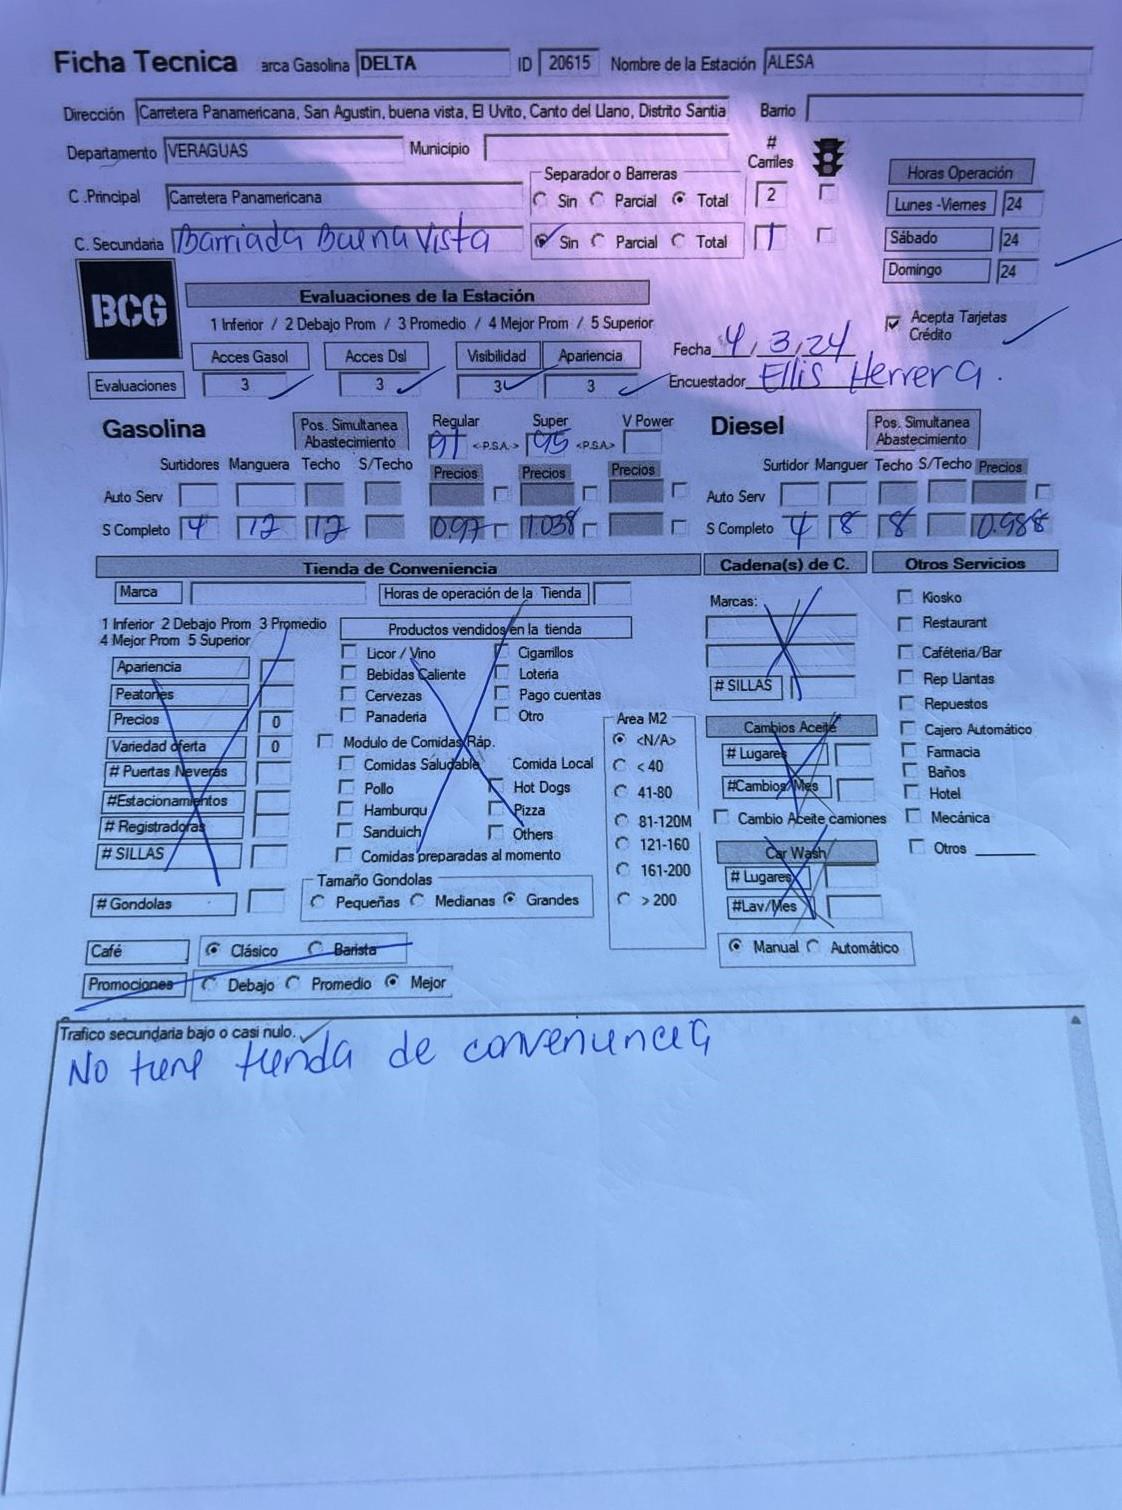 Ficha Tecnica arca Gasolina DELTA ID 20615 Nombre de la Estación ALESA
Dirección Carretera Panamericana, San Agustin, buena vista, El Uvito, Canto del Llano, Distrito Santia Barrio
Departamento VERAGUAS Municipio # Carriles
Separador o Barreras
C .Principal Carretera Panamericana Sin Parcial Total 2
C. Secundaria Barriada Buena Vista Sin Parcial Total 1
Horas Operación
Lunes -Viernes 24
Sábado 24
Domingo 24
BCG
Evaluaciones de la Estación
1 Inferior / 2 Debajo Prom / 3 Promedio / 4 Mejor Prom / 5 Superior
Acces Gasol Acces Dsl Visibilidad Apariencia
Evaluaciones 3 3 3 3
Acepta Tarjetas
Crédito
Fecha 4/3/24
Encuestador Ellis Herrera.
Gasolina
Pos. Simultanea
Abastecimiento
Regular Super V Power
91 <-P.S.A.-> 95 <-P.S.A->
Surtidores Manguera Techo S/Techo Precios Precios Precios
Auto Serv
S Completo 4 12 12 0.97 1.038
Diesel
Pos. Simultanea
Abastecimiento
Surtidor Manguer Techo S/Techo Precios
Auto Serv
S Completo 4 8 8 0.988
Tienda de Conveniencia
Marca Horas de operación de la Tienda
1 Inferior 2 Debajo Prom 3 Promedio
4 Mejor Prom 5 Superior
Apariencia
Peatones
Precios 0
Variedad oferta 0
# Puertas Neveras
#Estacionamientos
# Registradoras
# SILLAS
# Gondolas
Productos vendidos en la tienda
Licor / Vino Cigarrillos
Bebidas Caliente Loteria
Cervezas Pago cuentas
Panaderia Otro
Modulo de Comidas Ráp.
Comidas Saludable Comida Local
Pollo Hot Dogs
Hamburqu Pizza
Sanduich Others
Comidas preparadas al momento
Tamaño Gondolas
Pequeñas Medianas Grandes
Area M2
<N/A>
< 40
41-80
81-120M
121-160
161-200
> 200
Café Clásico Barista
Promociones Debajo Promedio Mejor
Cadena(s) de C.
Marcas:
# SILLAS
Cambios Aceite
# Lugares
#Cambios/Mes
Cambio Aceite camiones
Car Wash
# Lugares
#Lav/Mes
Manual Automático
Otros Servicios
Kiosko
Restaurant
Caféteria/Bar
Rep Llantas
Repuestos
Cajero Automático
Farmacia
Baños
Hotel
Mecánica
Otros
Trafico secundaria bajo o casi nulo.
No tiene tienda de conveniencia